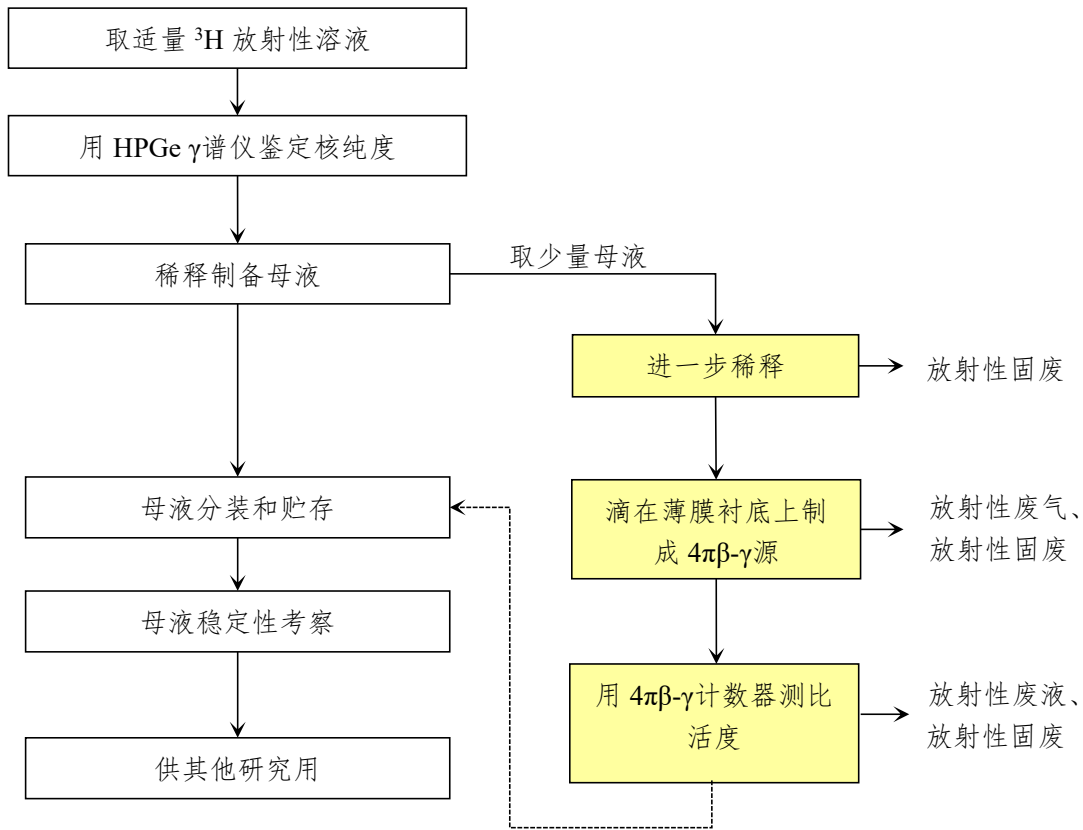 取适量 ³H 放射性溶液
用 HPGe γ谱仪鉴定核纯度
稀释制备母液
取少量母液
进一步稀释
放射性固废
母液分装和贮存
滴在薄膜衬底上制
成 4πβ-γ源
放射性废气、
放射性固废
母液稳定性考察
用 4πβ-γ计数器测比
活度
放射性废液、
放射性固废
供其他研究用